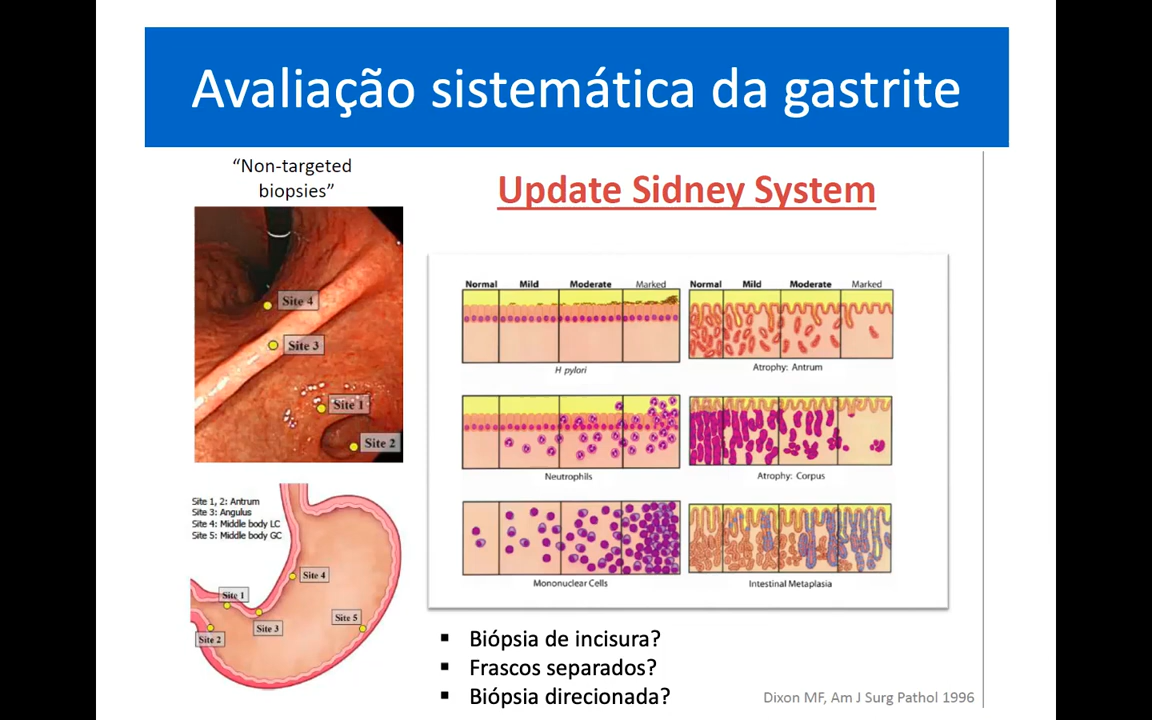 Avaliação sistemática da gastrite
“Non-targeted
biopsies”
Update Sidney System
Site 4
Site 3
Site 1
Site 2
Site 1, 2: Antrum
Site 3: Angulus
Site 4: Middle body LC
Site 5: Middle body GC
Site 4
Site 1
Site 3
Site 5
Site 2
Normal Mild Moderate Marked
H pylori
Normal Mild Moderate Marked
Atrophy: Antrum
Neutrophils
Atrophy: Corpus
Mononuclear Cells
Intestinal Metaplasia
▪ Biópsia de incisura?
▪ Frascos separados?
▪ Biópsia direcionada?
Dixon MF, Am J Surg Pathol 1996